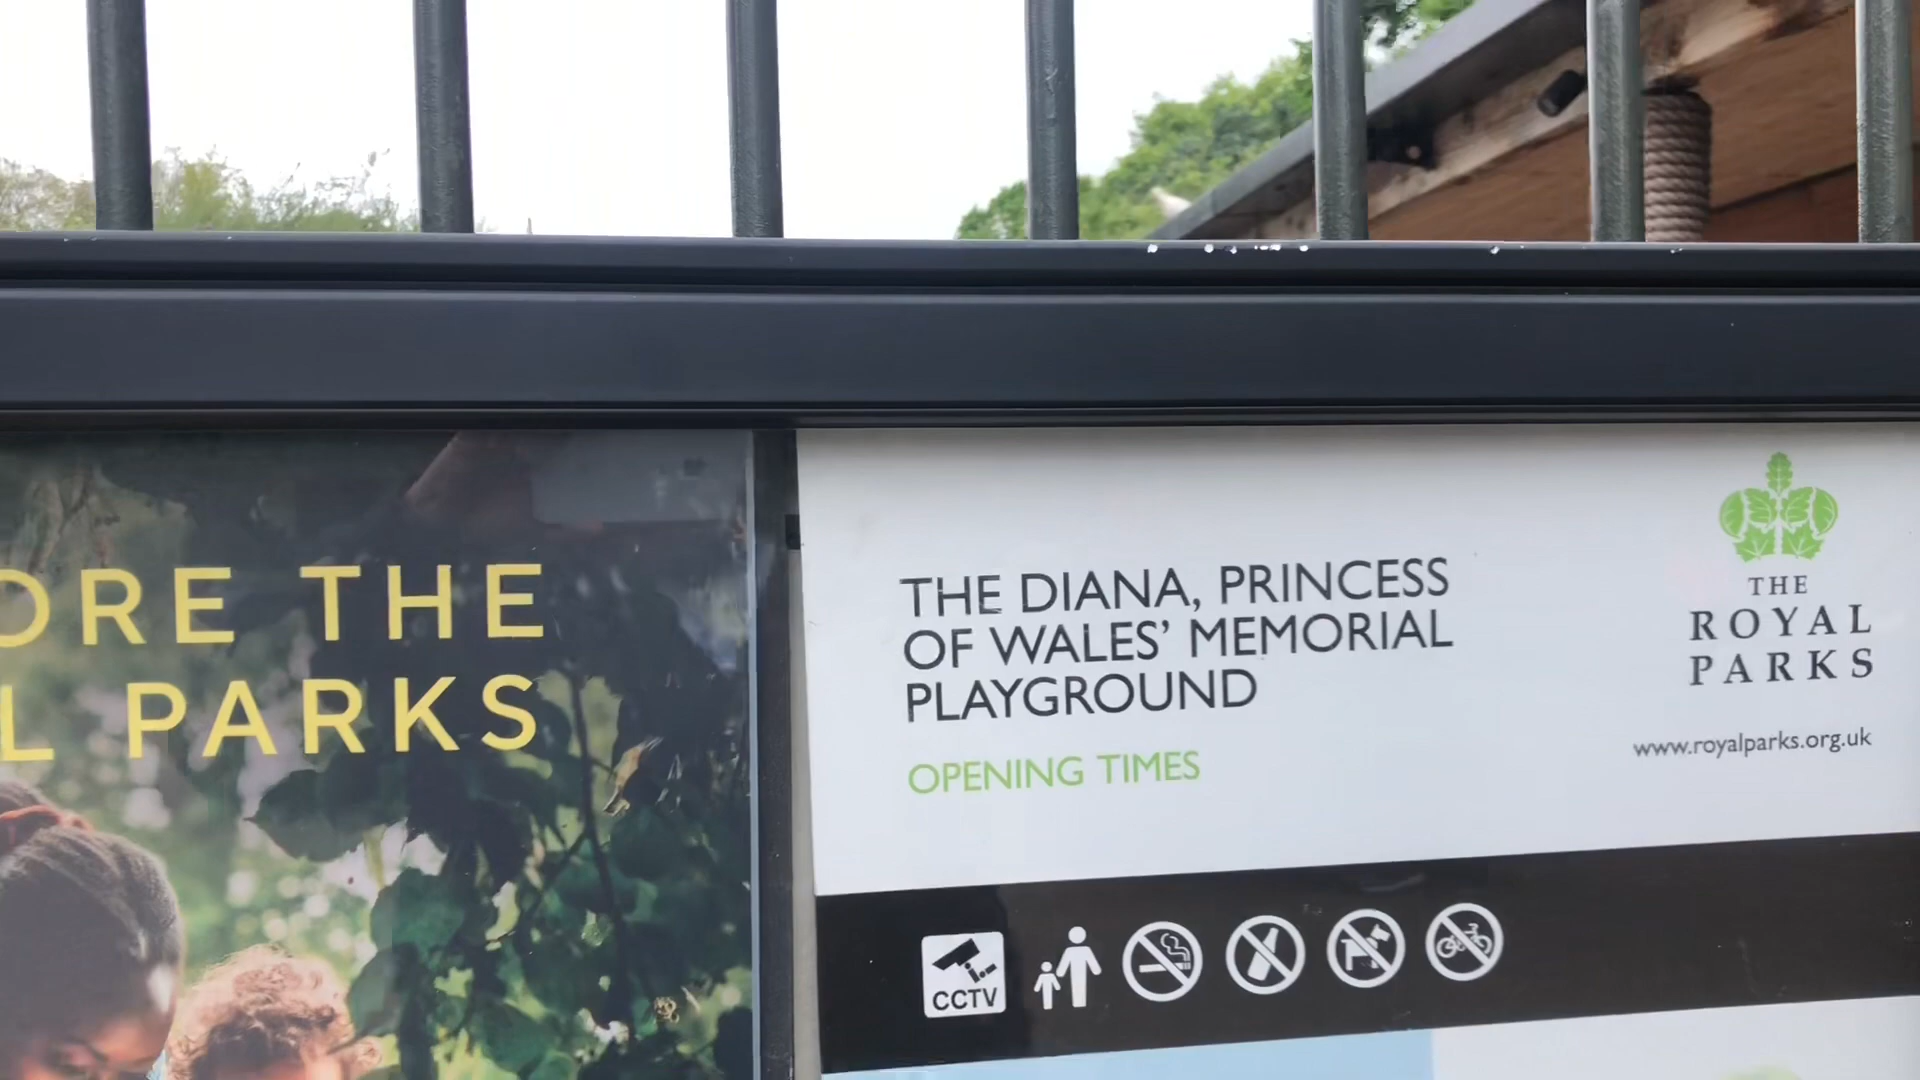 ORE THE
L PARKS
THE DIANA, PRINCESS
OF WALES' MEMORIAL
PLAYGROUND
OPENING TIMES
THE
ROYAL
PARKS
www.royalparks.org.uk
CCTV